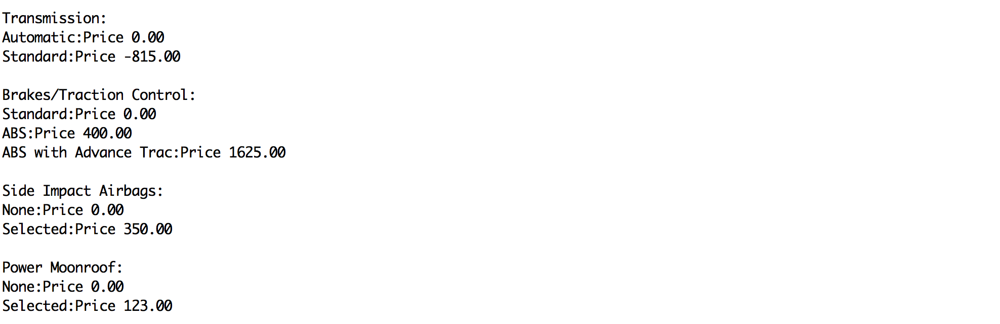 Transmission:
Automatic:Price 0.00
Standard:Price -815.00
Brakes/Traction Control:
Standard:Price 0.00
ABS:Price 400.00
ABS with Advance Trac:Price 1625.00
Side Impact Airbags:
None:Price 0.00
Selected:Price 350.00
Power Moonroof:
None:Price 0.00
Selected:Price 123.00